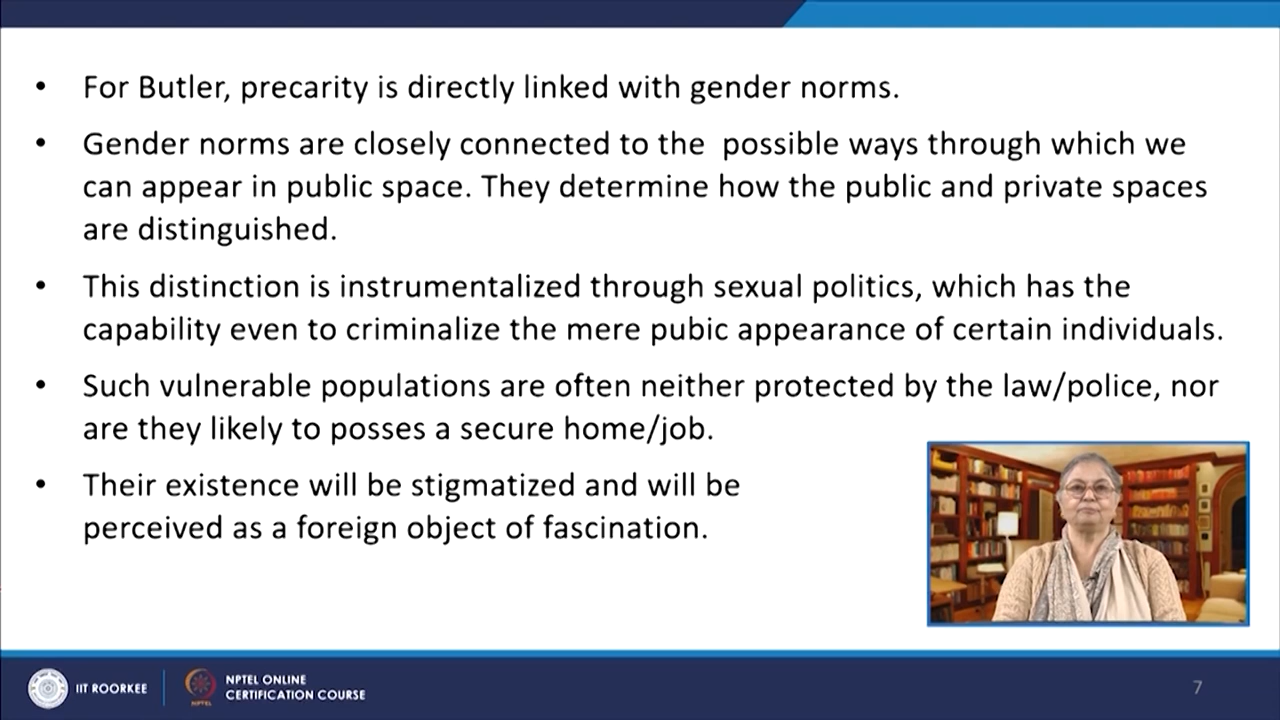 • For Butler, precarity is directly linked with gender norms.
• Gender norms are closely connected to the  possible ways through which we
can appear in public space. They determine how the public and private spaces
are distinguished.
• This distinction is instrumentalized through sexual politics, which has the
capability even to criminalize the mere pubic appearance of certain individuals.
• Such vulnerable populations are often neither protected by the law/police, nor
are they likely to posses a secure home/job.
• Their existence will be stigmatized and will be
perceived as a foreign object of fascination.
IIT ROORKEE
NPTEL
NPTEL ONLINE
CERTIFICATION COURSE
7